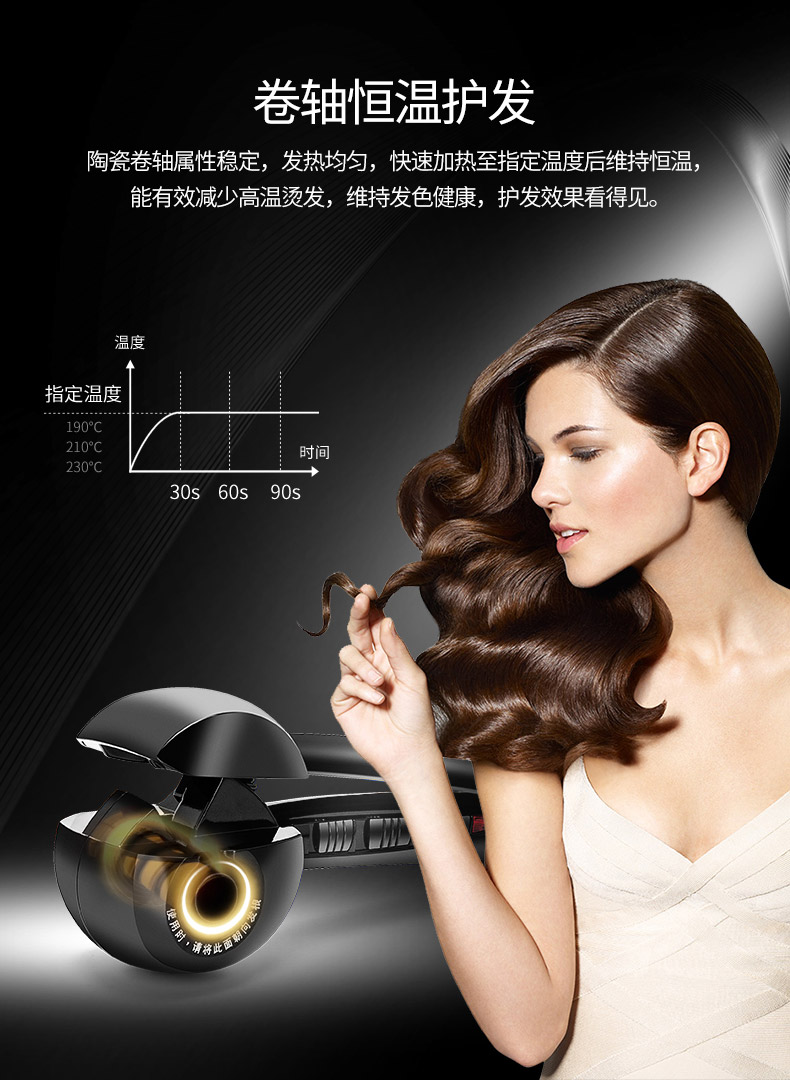 卷轴恒温护发
陶瓷卷轴属性稳定，发热均匀，快速加热至指定温度后维持恒温，
能有效减少高温烫发，维持发色健康，护发效果看得见。
温度
指定温度
190℃
210℃
230℃
时间
30s 60s 90s
使用时，请将此面朝向发根